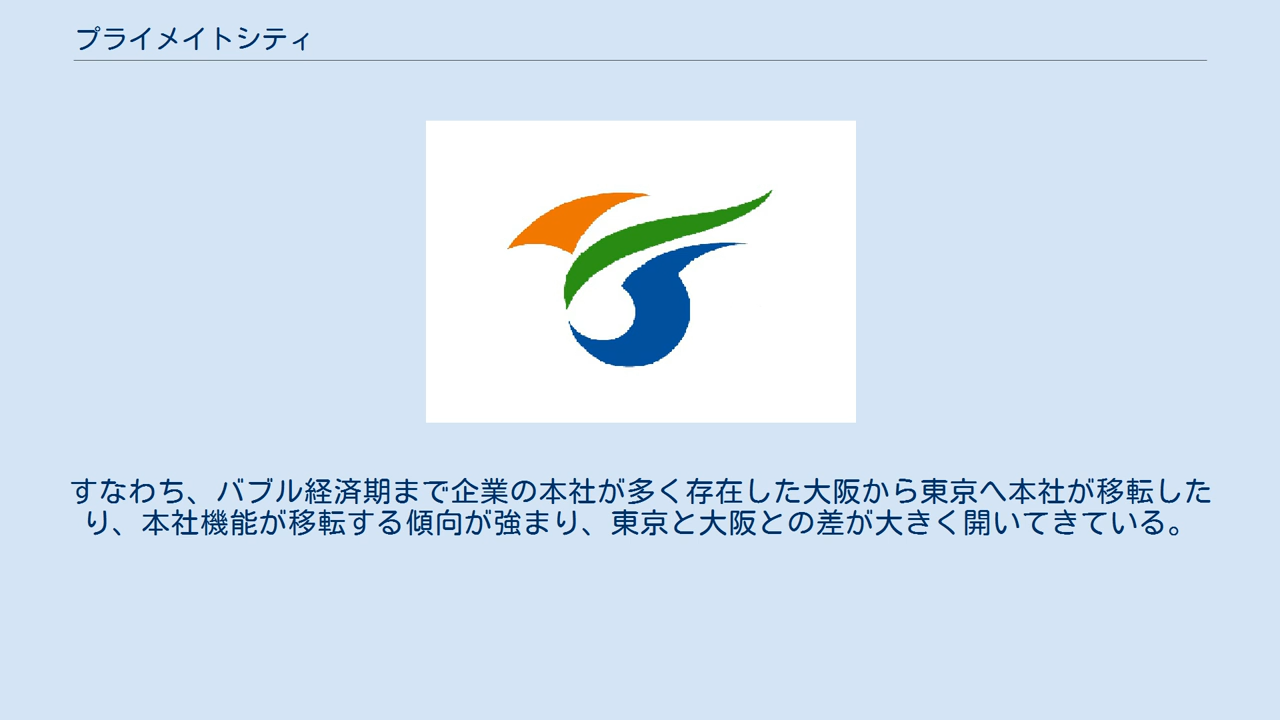 プライメイトシティ
すなわち、バブル経済期まで企業の本社が多く存在した大阪から東京へ本社が移転した
り、本社機能が移転する傾向が強まり、東京と大阪との差が大きく開いてきている。